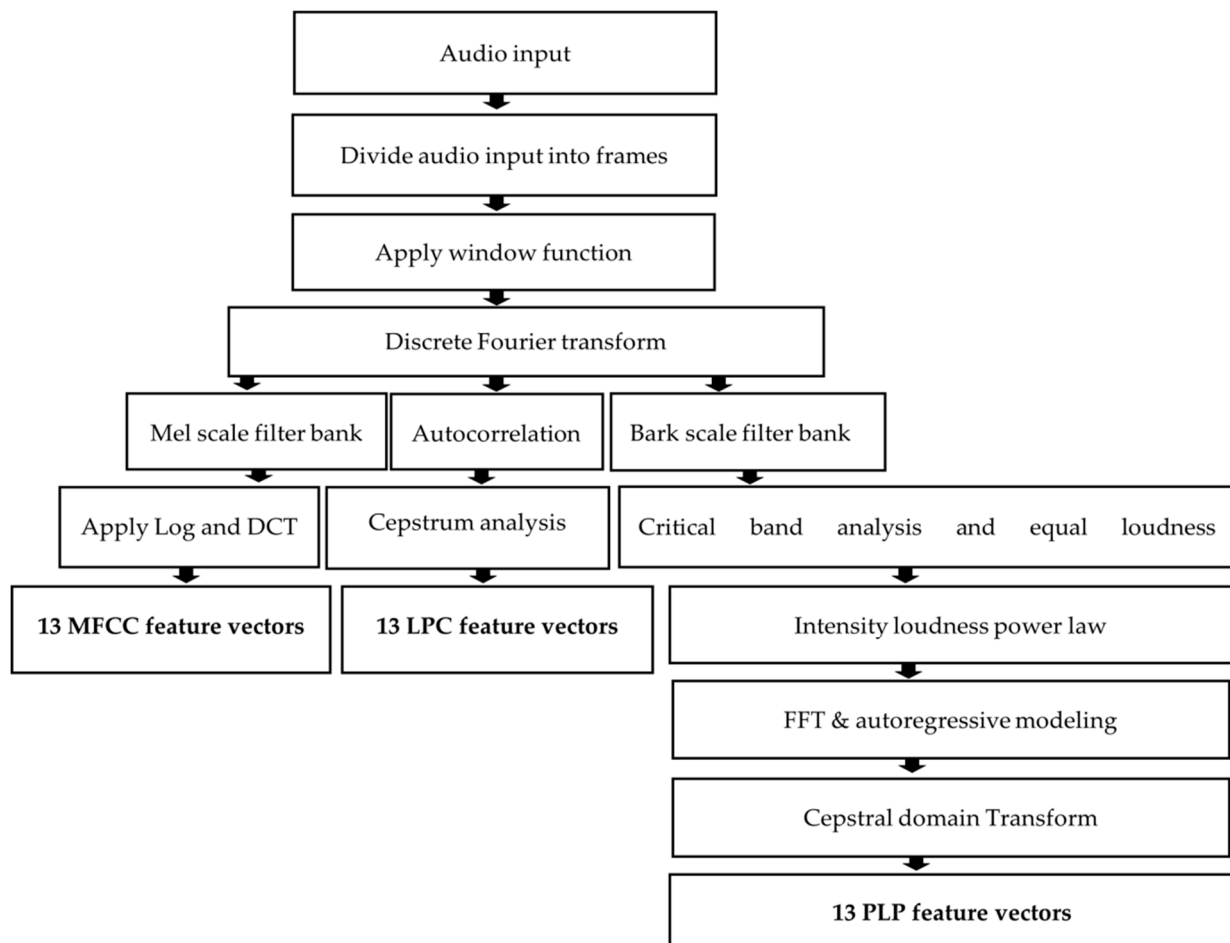 Audio input
Divide audio input into frames
Apply window function
Discrete Fourier transform
Mel scale filter bank
Autocorrelation
Bark scale filter bank
Apply Log and DCT
Cepstrum analysis
Critical band analysis and equal loudness
13 MFCC feature vectors
13 LPC feature vectors
Intensity loudness power law
FFT & autoregressive modeling
Cepstral domain Transform
13 PLP feature vectors